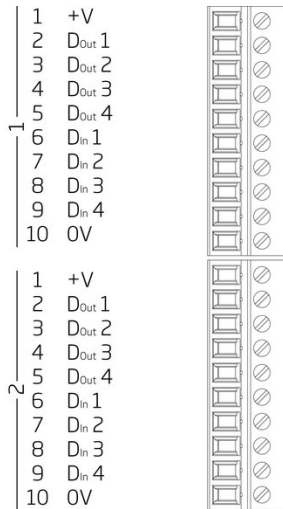 1
1 +V
2 DOut 1
3 DOut 2
4 DOut 3
5 DOut 4
6 DIn 1
7 DIn 2
8 DIn 3
9 DIn 4
10 0V
2
1 +V
2 DOut 1
3 DOut 2
4 DOut 3
5 DOut 4
6 DIn 1
7 DIn 2
8 DIn 3
9 DIn 4
10 0V